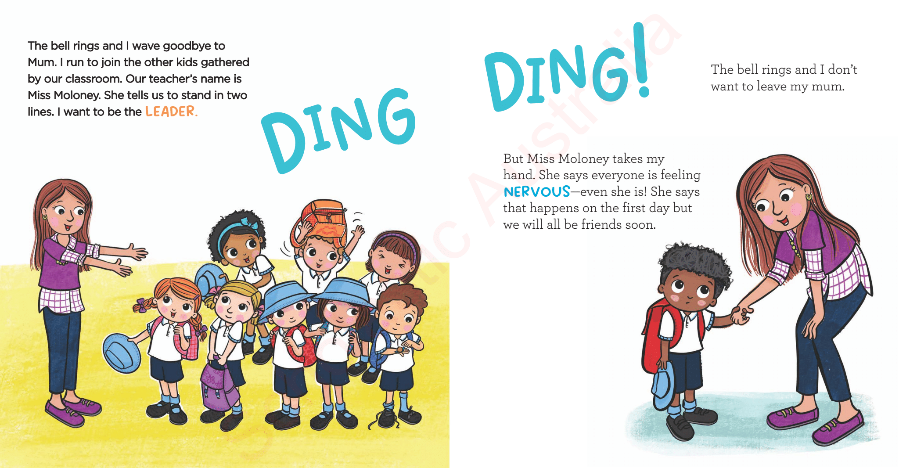 The bell rings and I wave goodbye to
Mum. I run to join the other kids gathered
by our classroom. Our teacher's name is
Miss Moloney. She tells us to stand in two
lines. I want to be the LEADER.
DING
DING!
The bell rings and I don't
want to leave my mum.
But Miss Moloney takes my
hand. She says everyone is feeling
NERVOUS—even she is! She says
that happens on the first day but
we will all be friends soon.
ic Australia